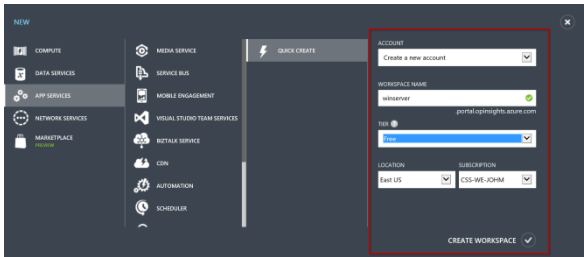 NEW
COMPUTE
DATA SERVICES
APP SERVICES
NETWORK SERVICES
MARKETPLACE
PREVIEW
MEDIA SERVICE
SERVICE BUS
MOBILE ENGAGEMENT
VISUAL STUDIO TEAM SERVICES
BIZTALK SERVICE
CDN
AUTOMATION
SCHEDULER
QUICK CREATE
ACCOUNT
Create a new account
WORKSPACE NAME
winserver
.portal.opinsights.azure.com
TIER
Free
LOCATION SUBSCRIPTION
East US CSS-WE-JOHM
CREATE WORKSPACE